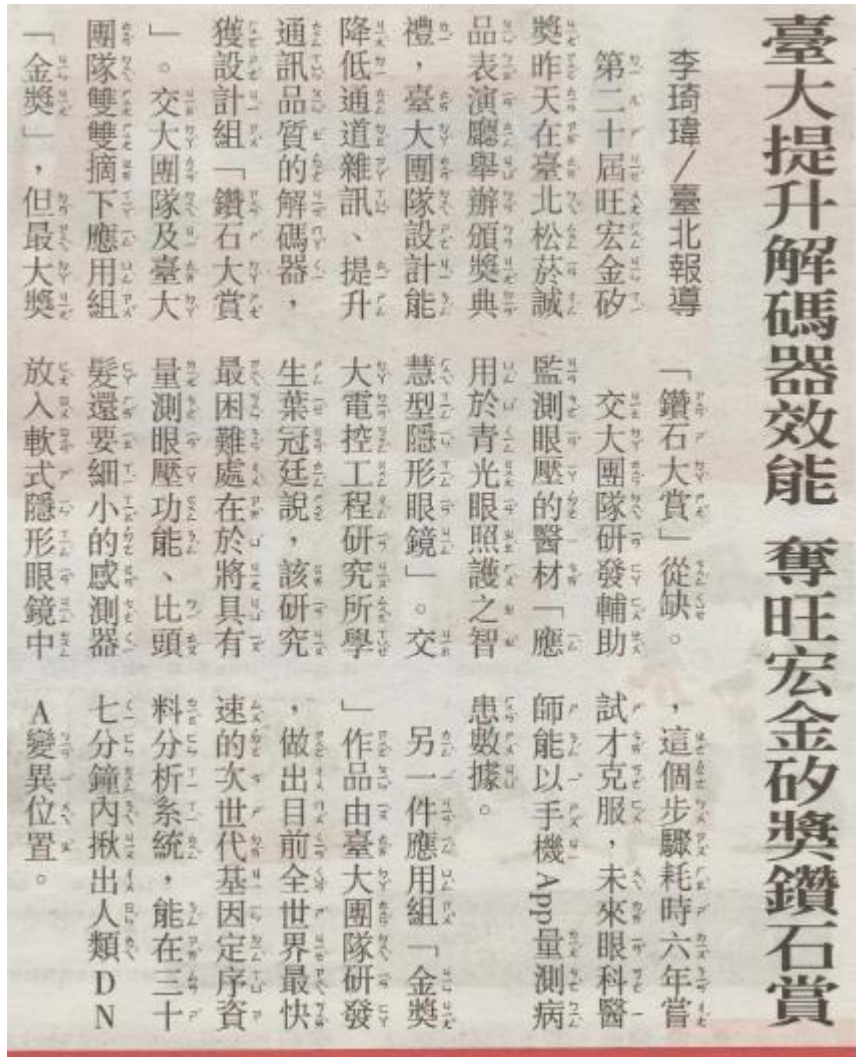 臺大提升解碼器效能 奪旺宏金矽獎鑽石賞
李琦瑋/臺北報導
第二十屆旺宏金矽
獎昨天在臺北松菸誠
品表演廳舉辦頒獎典
禮，臺大團隊設計能
降低通道雜訊、提升
通訊品質的解碼器，
獲設計組「鑽石大賞
」。交大團隊及臺大
團隊雙雙摘下應用組
「金獎」，但最大獎
「鑽石大賞」從缺。
交大團隊研發輔助
監測眼壓的醫材「應
用於青光眼照護之智
慧型隱形眼鏡」。交
大電控工程研究所學
生葉冠廷說，該研究
最困難處在於將具有
量測眼壓功能、比頭
髮還要細小的感測器
放入軟式隱形眼鏡中
，這個步驟耗時六年嘗
試才克服，未來眼科醫
師能以手機App量測病
患數據。
另一件應用組「金獎
」作品由臺大團隊研發
，做出目前全世界最快
速的次世代基因定序資
料分析系統，能在三十
七分鐘內揪出人類DN
A變異位置。